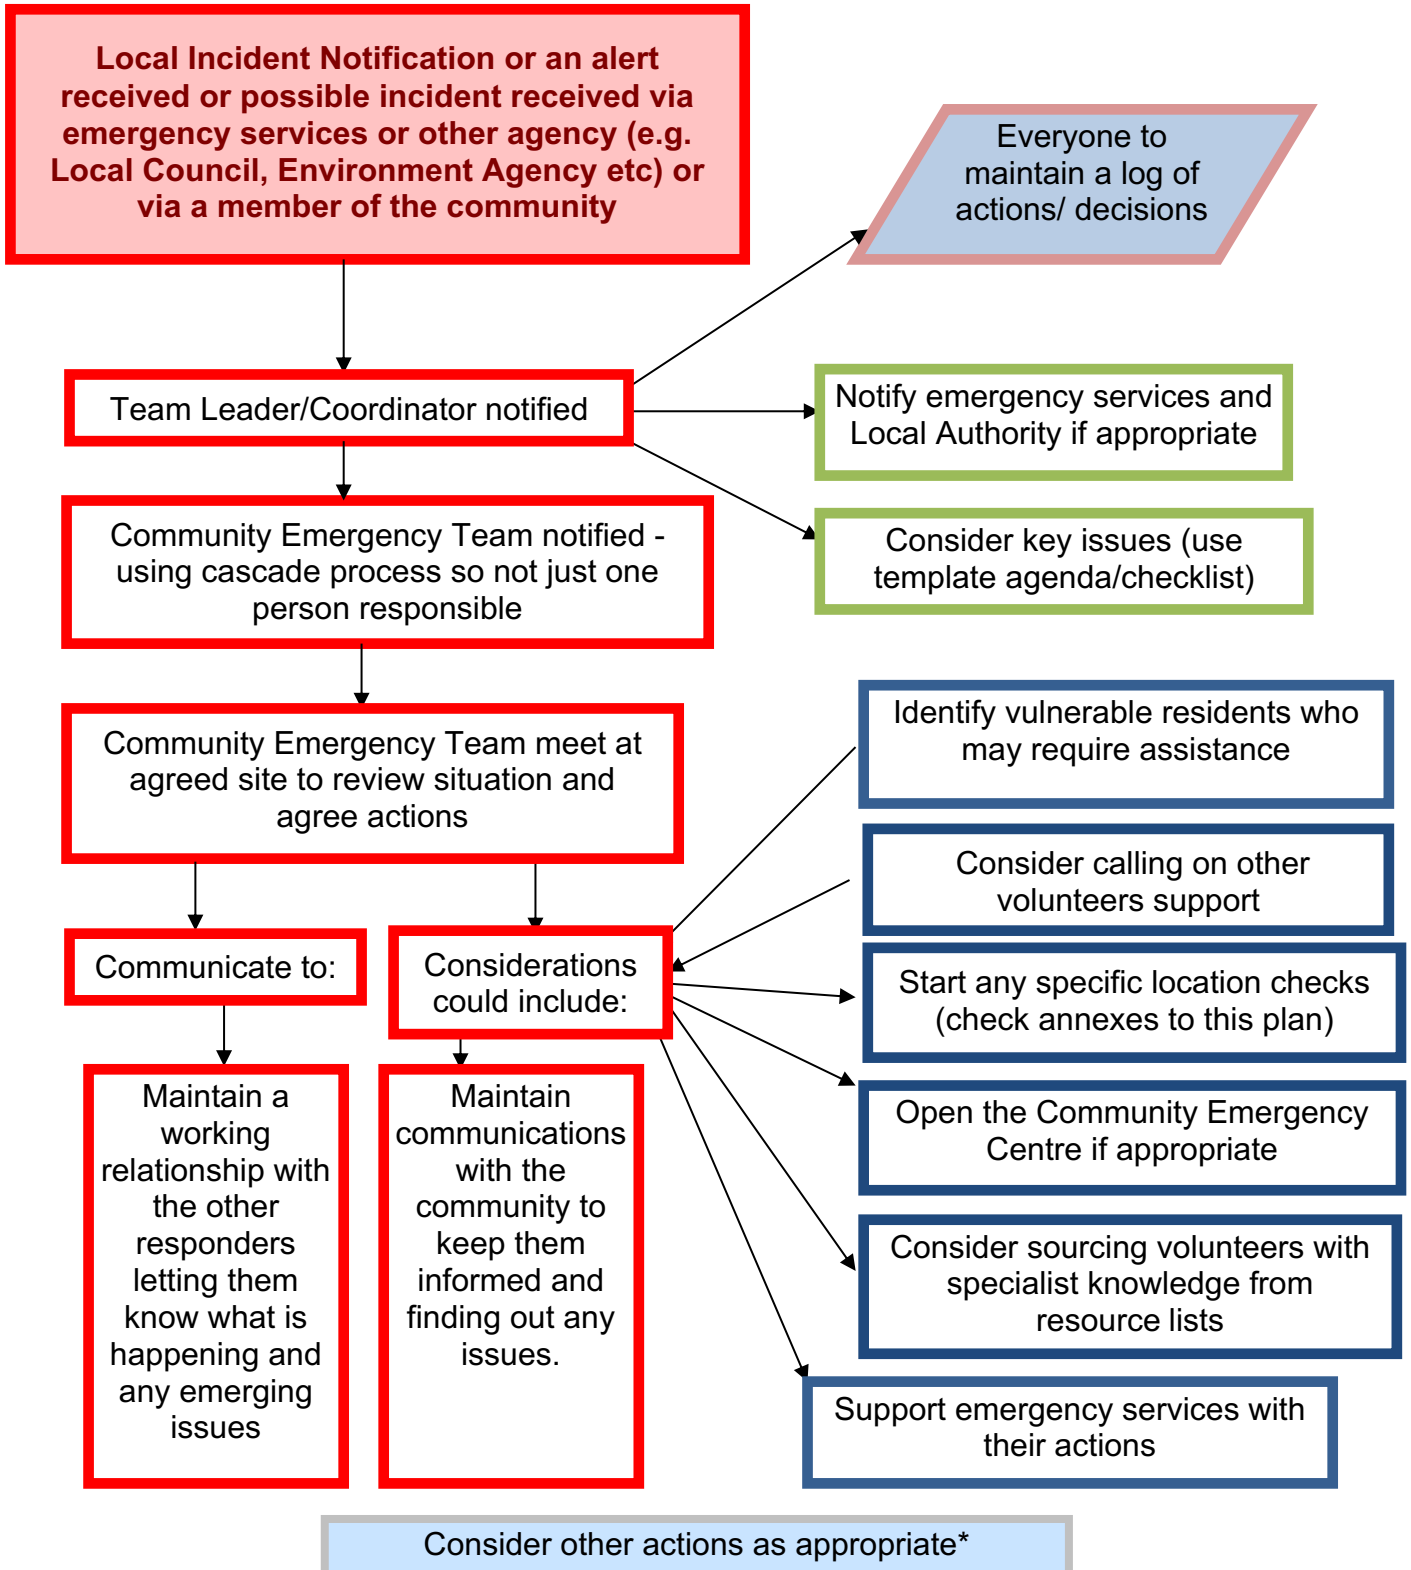 Local Incident Notification or an alert
received or possible incident received via
emergency services or other agency (e.g.
Local Council, Environment Agency etc) or
via a member of the community
Everyone to
maintain a log of
actions/ decisions
Team Leader/Coordinator notified
Notify emergency services and
Local Authority if appropriate
Community Emergency Team notified -
using cascade process so not just one
person responsible
Consider key issues (use
template agenda/checklist)
Community Emergency Team meet at
agreed site to review situation and
agree actions
Identify vulnerable residents who
may require assistance
Consider calling on other
volunteers support
Communicate to:
Considerations
could include:
Start any specific location checks
(check annexes to this plan)
Open the Community Emergency
Centre if appropriate
Maintain a
working
relationship with
the other
responders
letting them
know what is
happening and
any emerging
issues
Maintain
communications
with the
community to
keep them
informed and
finding out any
issues.
Consider sourcing volunteers with
specialist knowledge from
resource lists
Support emergency services with
their actions
Consider other actions as appropriate*